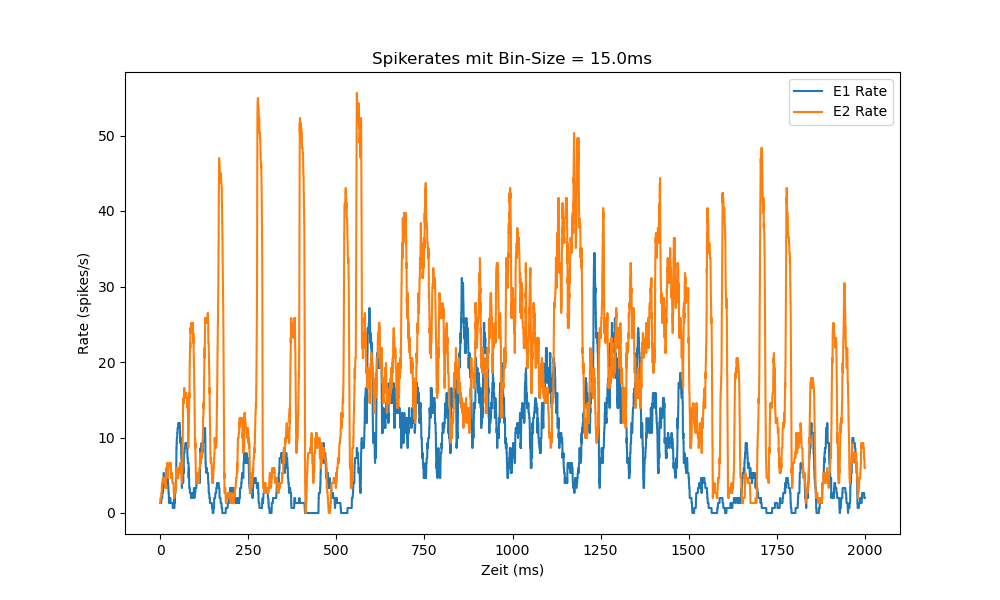 Spikerates mit Bin-Size = 15.0ms
E1 Rate
E2 Rate
Rate (spikes/s)
50
40
30
20
10
0
0 250 500 750 1000 1250 1500 1750 2000
Zeit (ms)